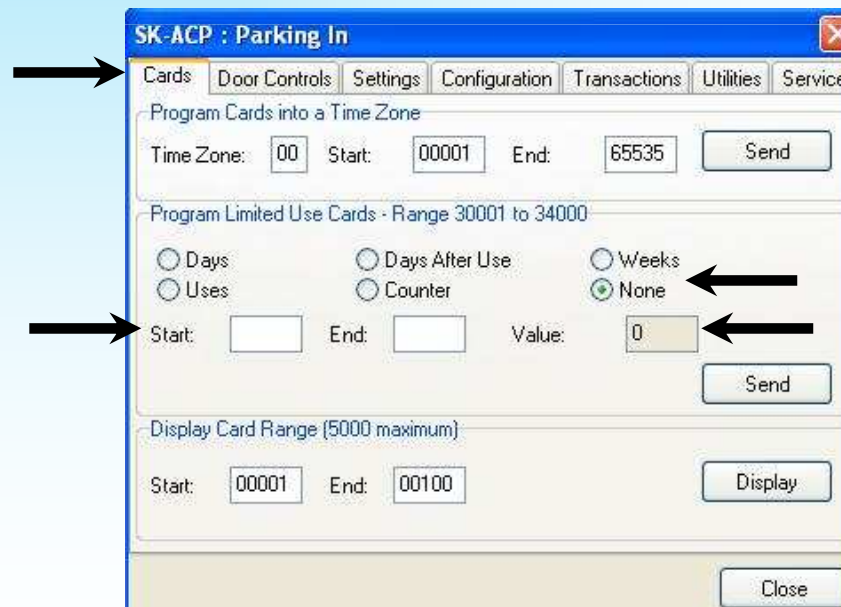 SK-ACP : Parking In
Cards Door Controls Settings Configuration Transactions Utilities Service
Program Cards into a Time Zone
Time Zone: 00 Start: 00001 End: 65535 Send
Program Limited Use Cards - Range 30001 to 34000
Days Days After Use Weeks
Uses Counter None
Start: End: Value: 0
Send
Display Card Range (5000 maximum)
Start: 00001 End: 00100 Display
Close